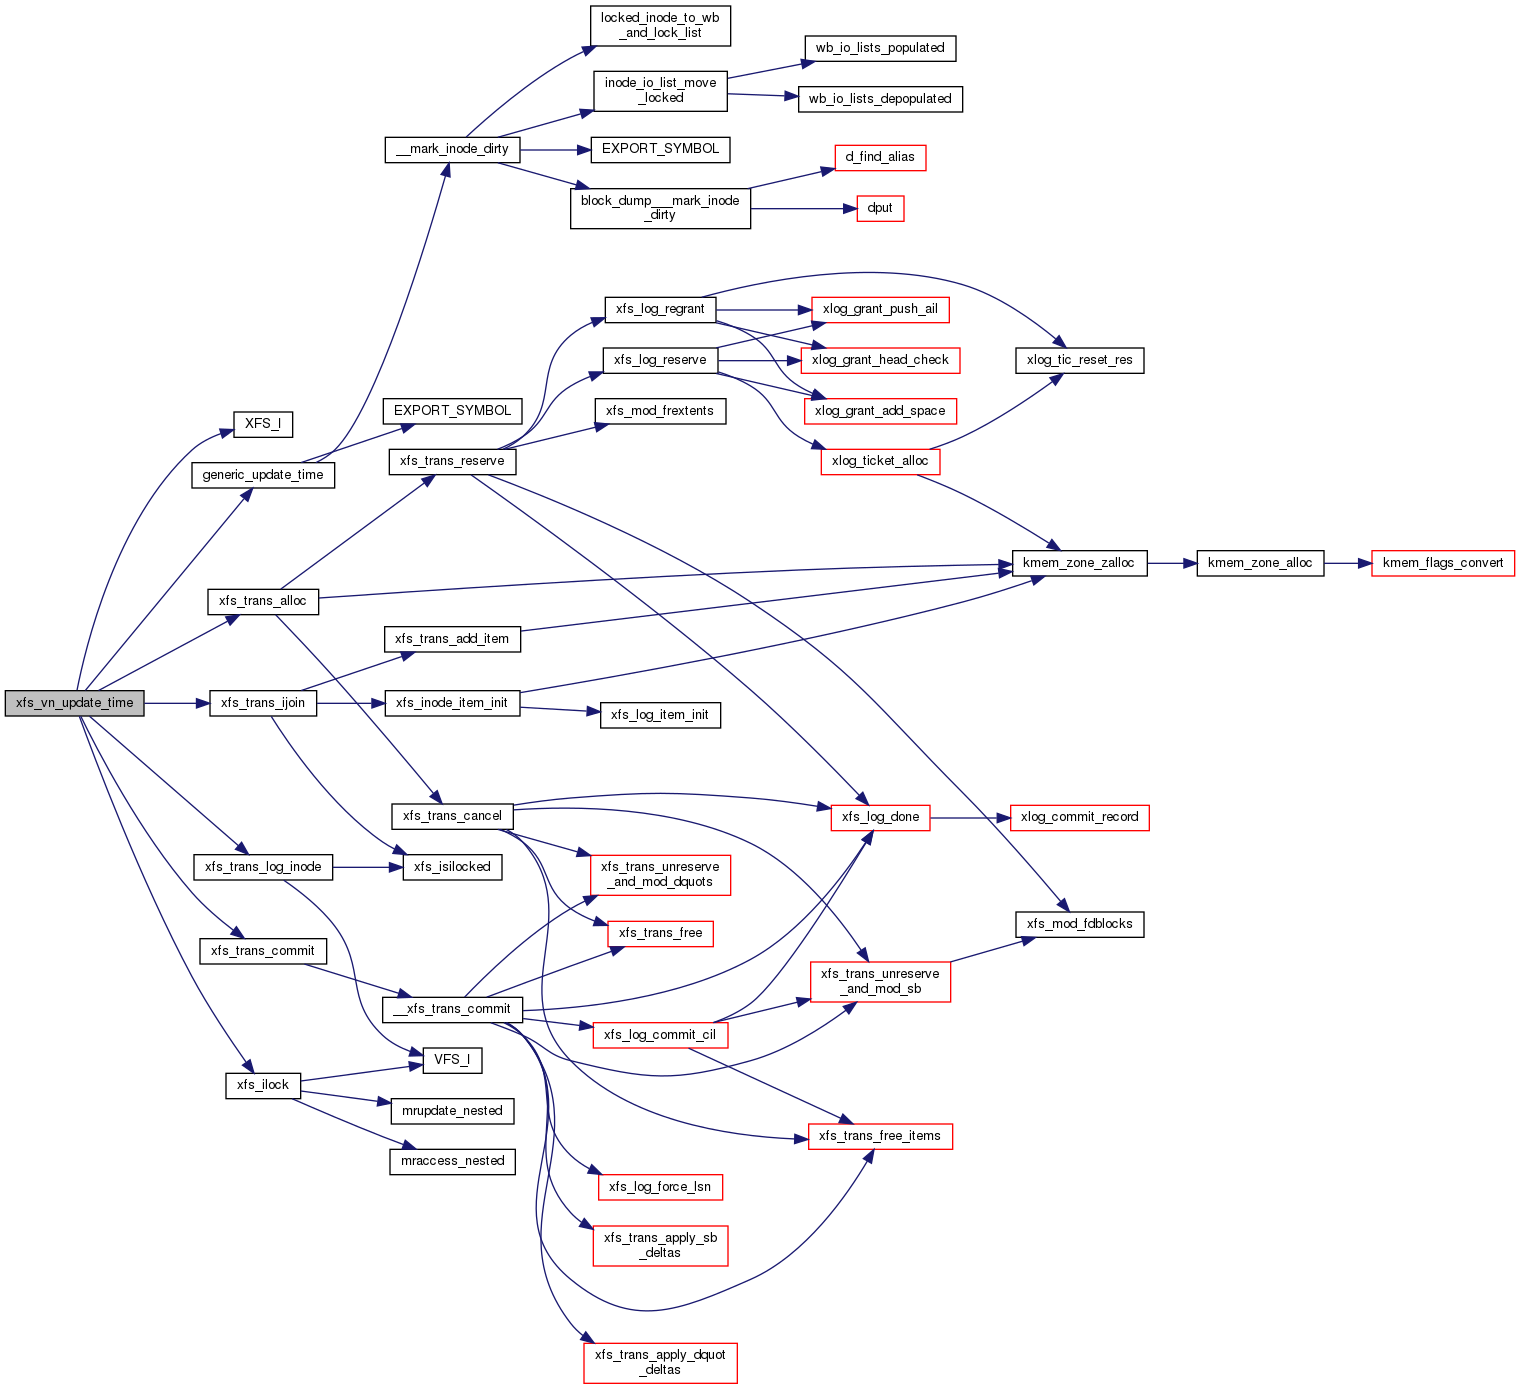 locked_inode_to_wb
_and_lock_list
wb_io_lists_populated
inode_io_list_move
_locked
wb_io_lists_depopulated
__mark_inode_dirty
EXPORT_SYMBOL
d_find_alias
block_dump___mark_inode
_dirty
dput
xfs_log_regrant
xlog_grant_push_ail
xfs_log_reserve
xlog_grant_head_check
xlog_tic_reset_res
XFS_I
EXPORT_SYMBOL
xfs_mod_frextents
xlog_grant_add_space
generic_update_time
xfs_trans_reserve
xlog_ticket_alloc
kmem_zone_zalloc
kmem_zone_alloc
kmem_flags_convert
xfs_trans_alloc
xfs_trans_add_item
xfs_vn_update_time
xfs_trans_ijoin
xfs_inode_item_init
xfs_log_item_init
xfs_trans_cancel
xfs_log_done
xlog_commit_record
xfs_trans_log_inode
xfs_isilocked
xfs_trans_unreserve
_and_mod_dquots
xfs_trans_free
xfs_mod_fdblocks
xfs_trans_commit
xfs_trans_unreserve
_and_mod_sb
__xfs_trans_commit
xfs_log_commit_cil
VFS_I
xfs_ilock
mrupdate_nested
xfs_trans_free_items
mraccess_nested
xfs_log_force_lsn
xfs_trans_apply_sb
_deltas
xfs_trans_apply_dquot
_deltas